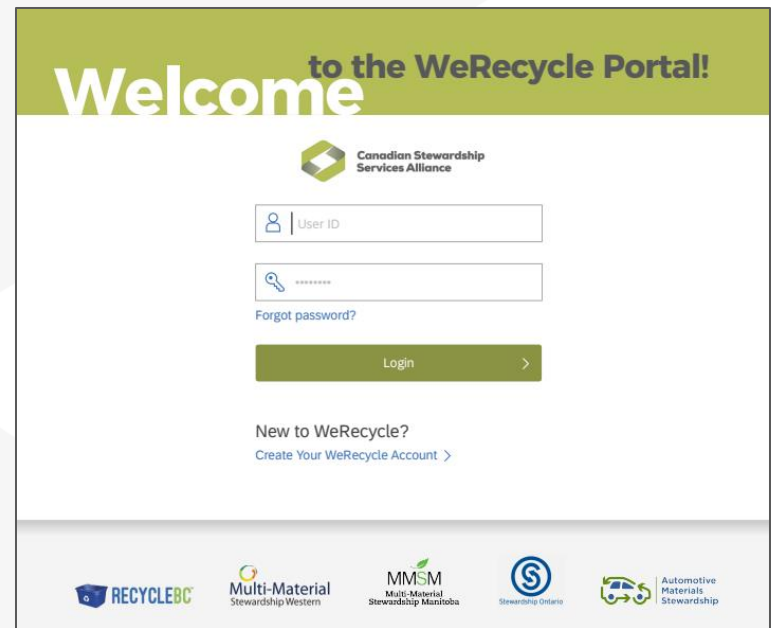 Welcome to the WeRecycle Portal!
Canadian Stewardship
Services Alliance
User ID
********
Forgot password?
Login
New to WeRecycle?
Create Your WeRecycle Account
RECYCLEBC
Multi-Material
Stewardship Western
MMSM
Multi-Material
Stewardship Manitoba
Stewardship Ontario
Automotive
Materials
Stewardship